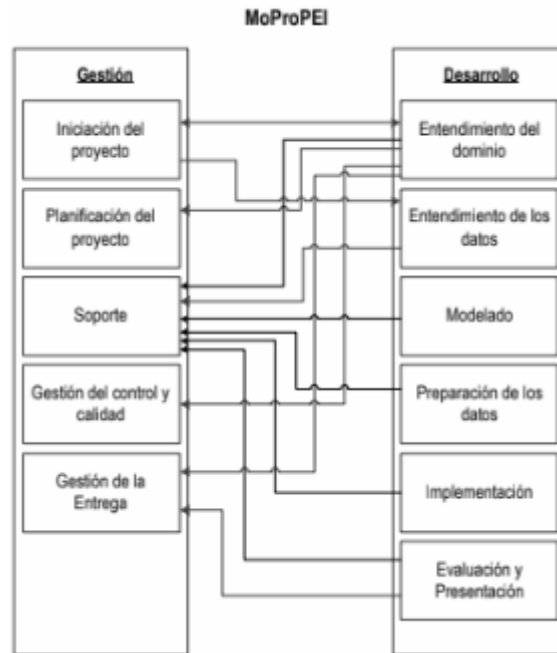 MoProPEI
Gestión
Iniciación del
proyecto
Planificación del
proyecto
Soporte
Gestión del control y
calidad
Gestión de la
Entrega
Desarrollo
Entendimiento del
dominio
Entendimiento de los
datos
Modelado
Preparación de los
datos
Implementación
Evaluación y
Presentación